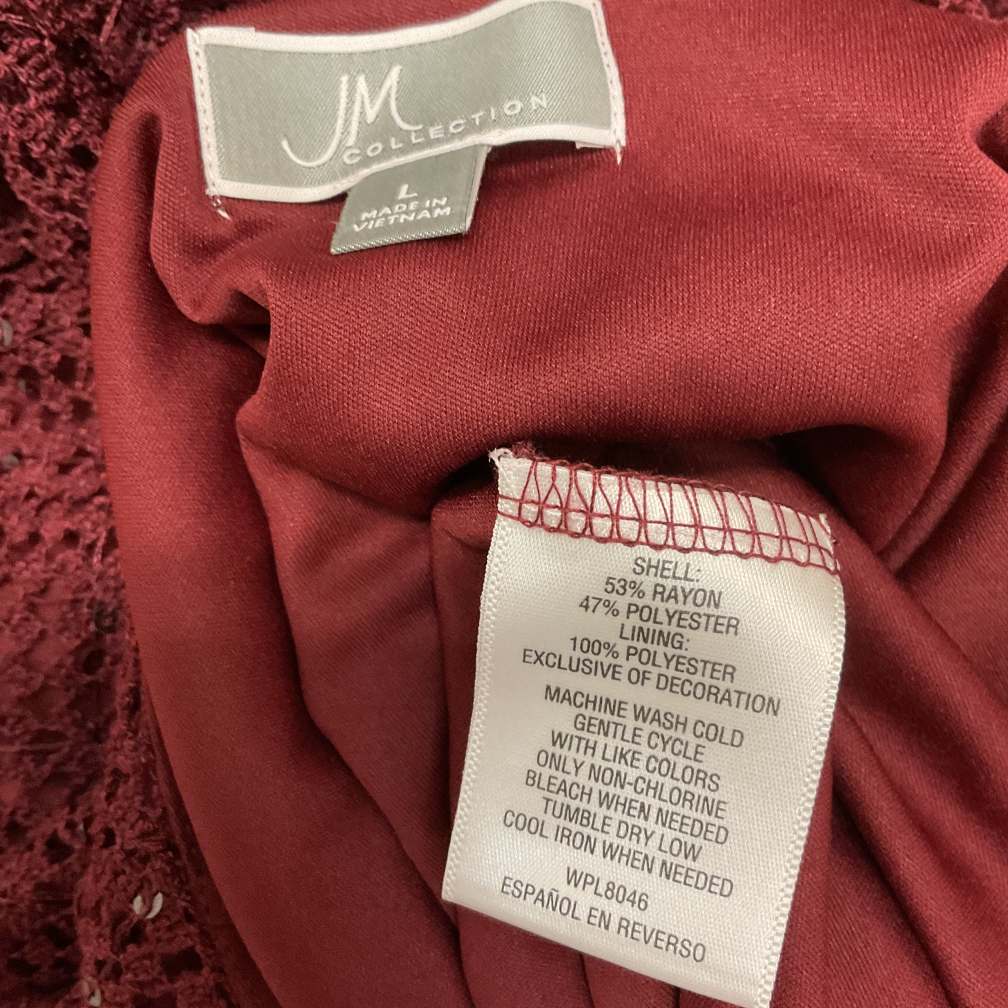 JM
COLLECTION
L
MADE IN
VIETNAM
SHELL:
53% RAYON
47% POLYESTER
LINING:
100% POLYESTER
EXCLUSIVE OF DECORATION
MACHINE WASH COLD
GENTLE CYCLE
WITH LIKE COLORS
ONLY NON-CHLORINE
BLEACH WHEN NEEDED
TUMBLE DRY LOW
COOL IRON WHEN NEEDED
WPL8046
ESPAÑOL EN REVERSO